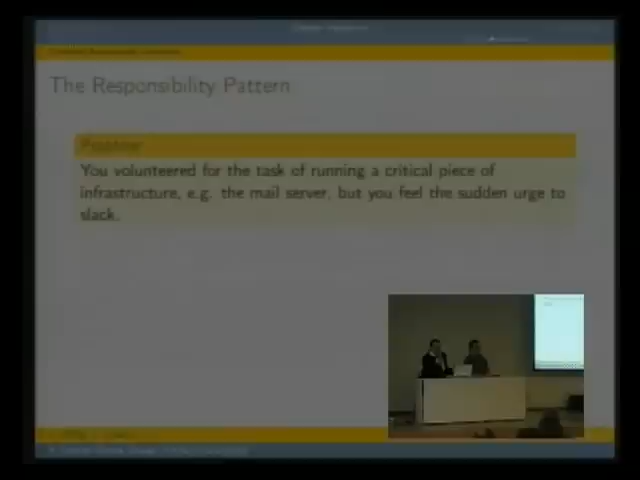 The Responsibility Pattern
Problem
You volunteered for the task of running a critical piece of
infrastructure, e.g. the mail server, but you feel the sudden urge to
slack.